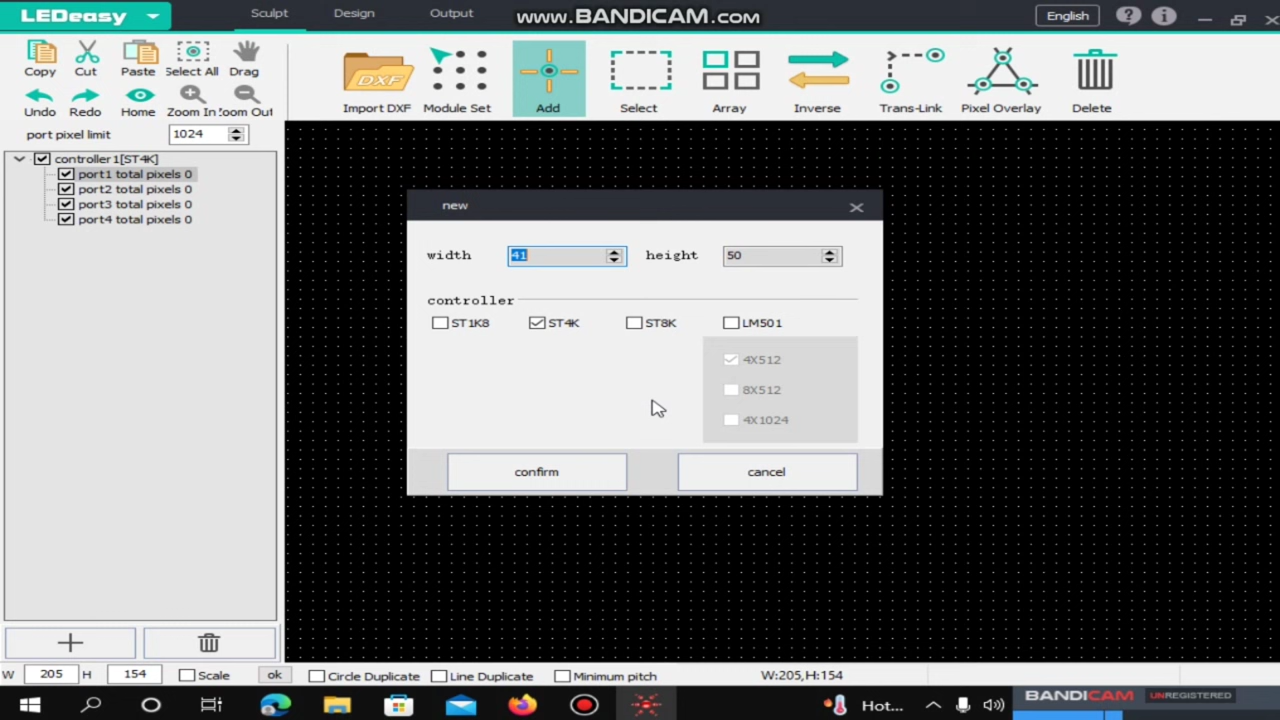 LEDeasy Sculpt Design Output www.BANDICAM.com English
Copy Cut Paste Select All Drag
Undo Redo Home Zoom In Zoom Out
Import DXF Module Set Add Select Array Inverse Trans-Link Pixel Overlay Delete
DXF
port pixel limit 1024
controller1[ST4K]
port1 total pixels 0
port2 total pixels 0
port3 total pixels 0
port4 total pixels 0
new
width 41 height 50
controller
ST1K8 ST4K ST8K LM501
4X512
8X512
4X1024
confirm cancel
W 205 H 154 Scale ok Circle Duplicate Line Duplicate Minimum pitch W:205,H:154
Hot...
BANDICAM UNREGISTERED